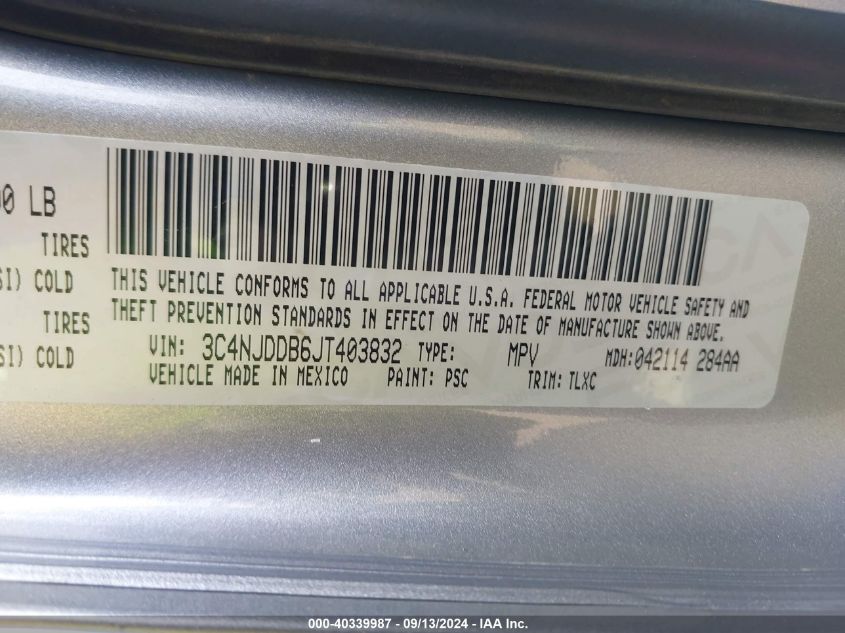 00 LB
TIRES
SI) COLD
TIRES
SI) COLD
THIS VEHICLE CONFORMS TO ALL APPLICABLE U.S.A. FEDERAL MOTOR VEHICLE SAFETY AND
THEFT PREVENTION STANDARDS IN EFFECT ON THE DATE OF MANUFACTURE SHOWN ABOVE.
VIN: 3C4NJDDB6JT403832 TYPE: MPV MDH:042114 284AA
VEHICLE MADE IN MEXICO PAINT: PSC TRIM: TLXC
000-40339987 - 09/13/2024 - IAA Inc.